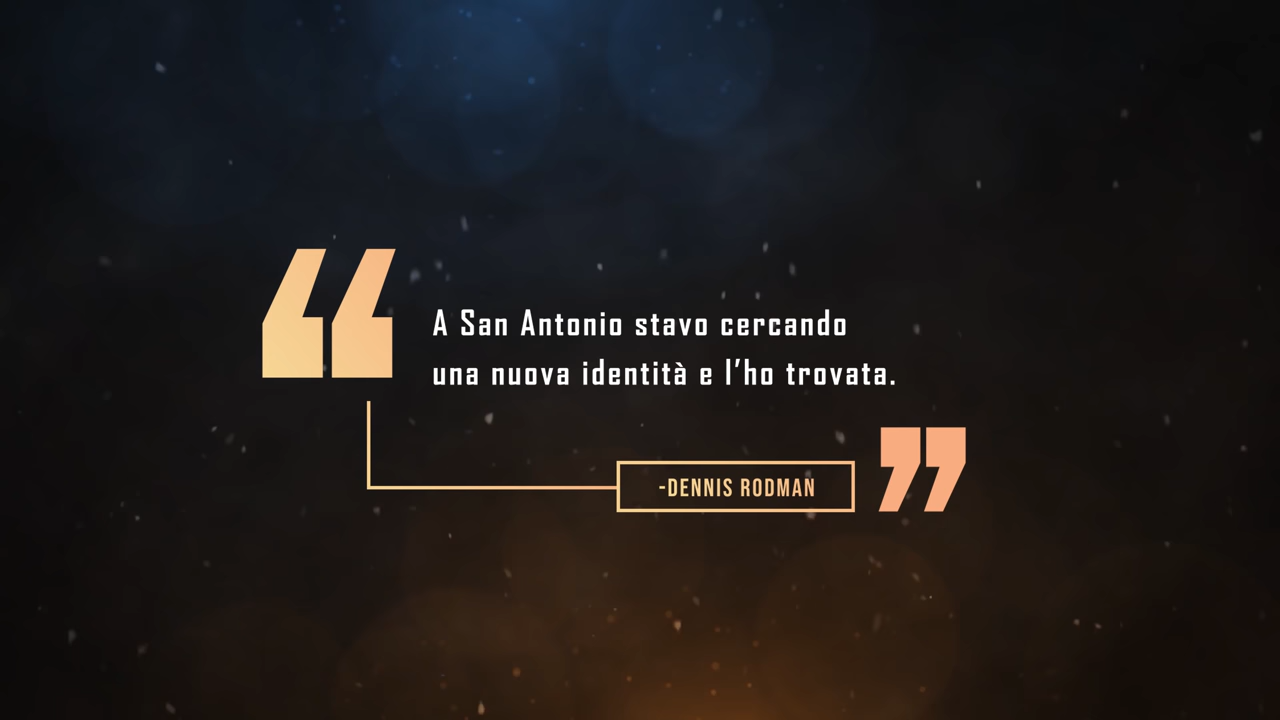 A San Antonio stavo cercando
una nuova identità e l'ho trovata.
-DENNIS RODMAN